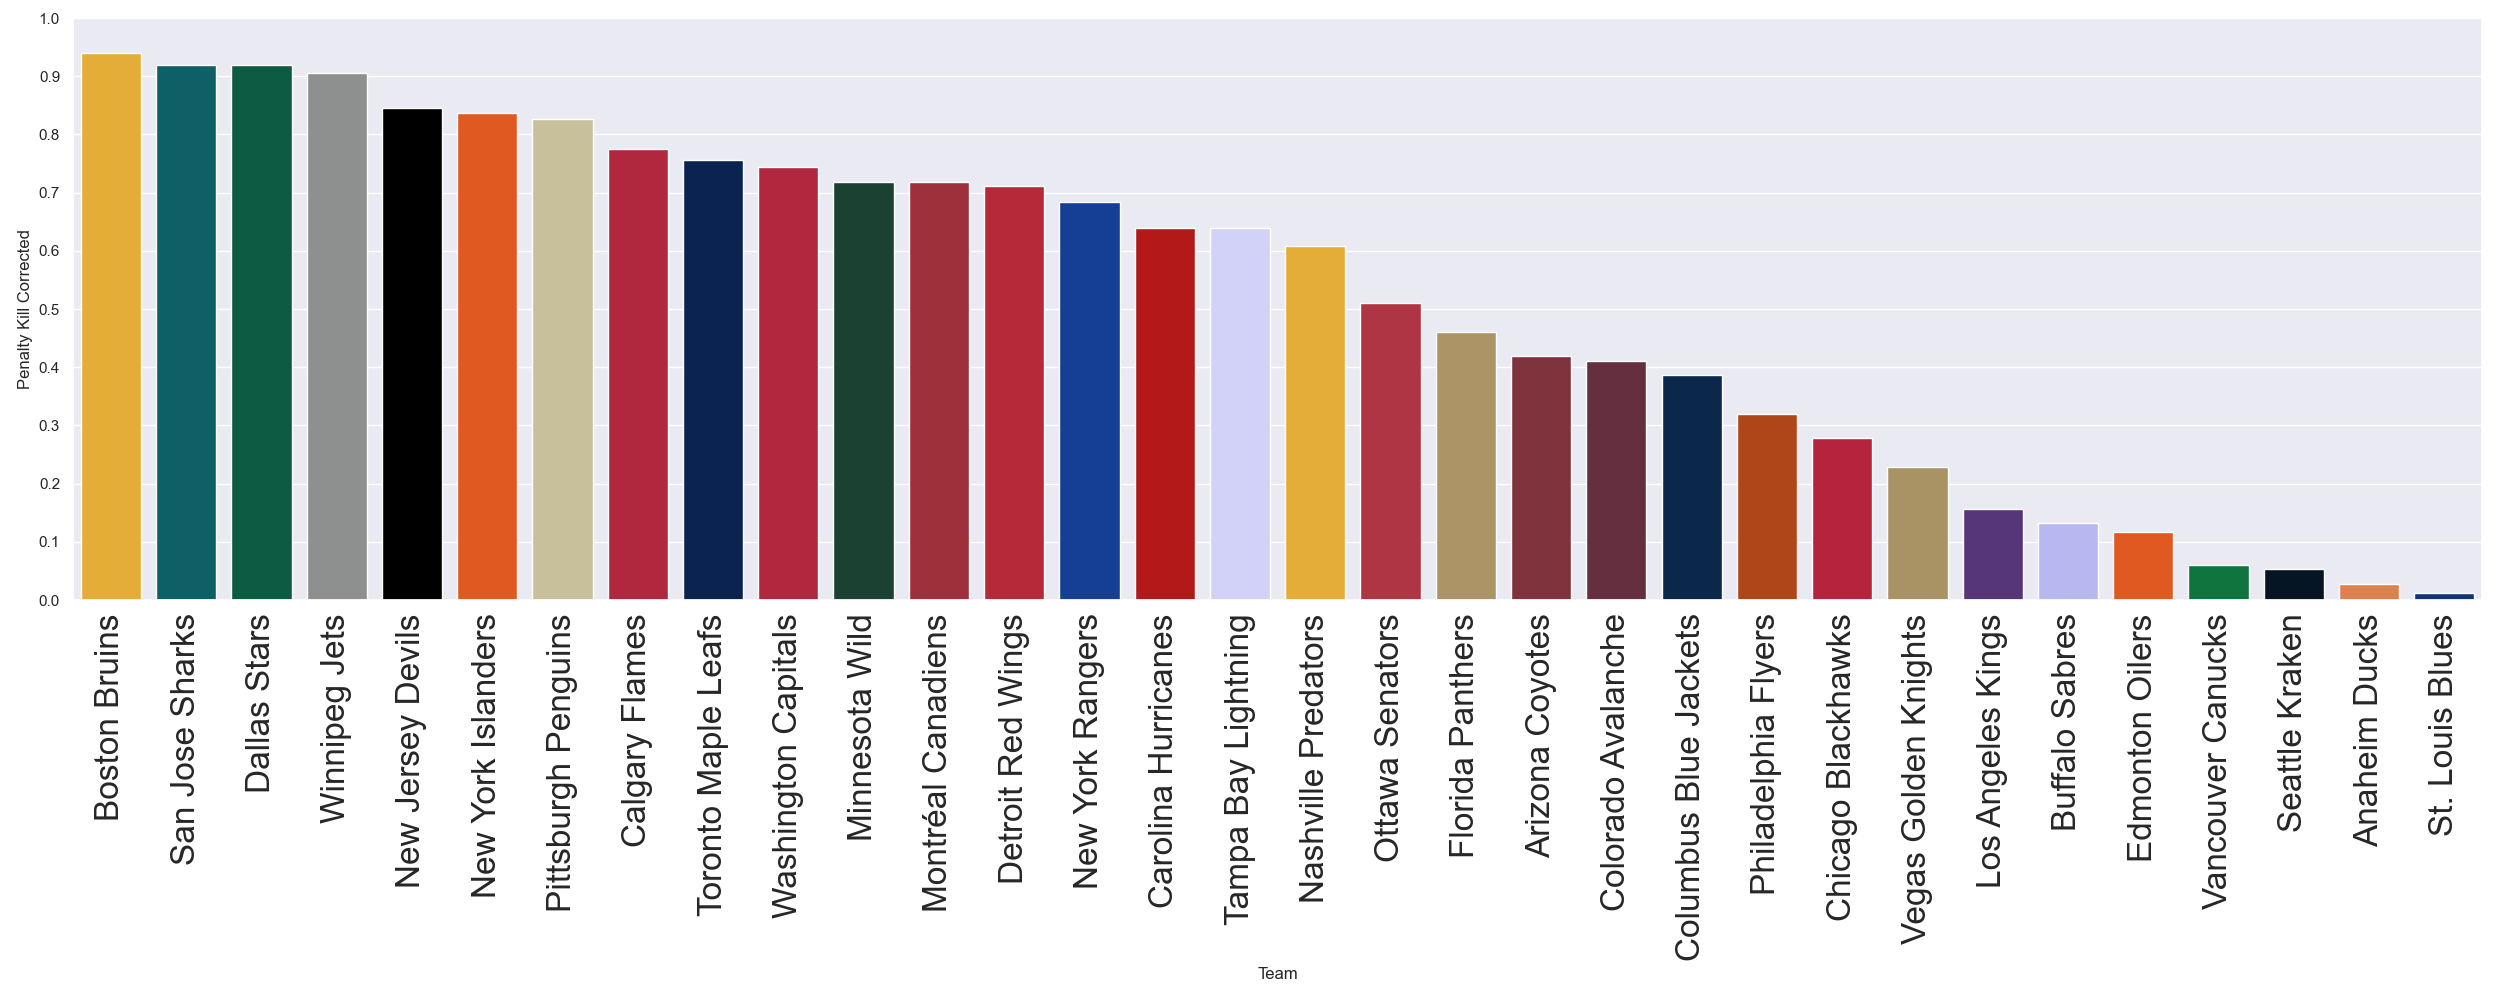 1.0
0.9
0.8
0.7
0.6
0.5
0.4
0.3
0.2
0.1
0.0
Penalty Kill Corrected
Boston Bruins
San Jose Sharks
Dallas Stars
Winnipeg Jets
New Jersey Devils
New York Islanders
Pittsburgh Penguins
Calgary Flames
Toronto Maple Leafs
Washington Capitals
Minnesota Wild
Montréal Canadiens
Detroit Red Wings
New York Rangers
Carolina Hurricanes
Tampa Bay Lightning
Nashville Predators
Ottawa Senators
Florida Panthers
Arizona Coyotes
Colorado Avalanche
Columbus Blue Jackets
Philadelphia Flyers
Chicago Blackhawks
Vegas Golden Knights
Los Angeles Kings
Buffalo Sabres
Edmonton Oilers
Vancouver Canucks
Seattle Kraken
Anaheim Ducks
St. Louis Blues
Team